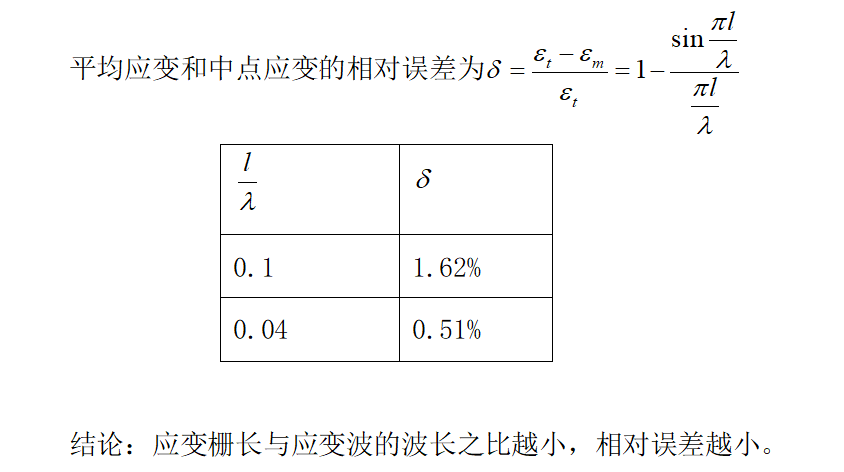 平均应变和中点应变的相对误差为 $\delta = \frac{\varepsilon_t - \varepsilon_m}{\varepsilon_t} = 1 - \frac{\sin\frac{\pi l}{\lambda}}{\frac{\pi l}{\lambda}}$
$\frac{l}{\lambda}$ $\delta$
0.1 1.62%
0.04 0.51%
结论：应变栅长与应变波的波长之比越小，相对误差越小。